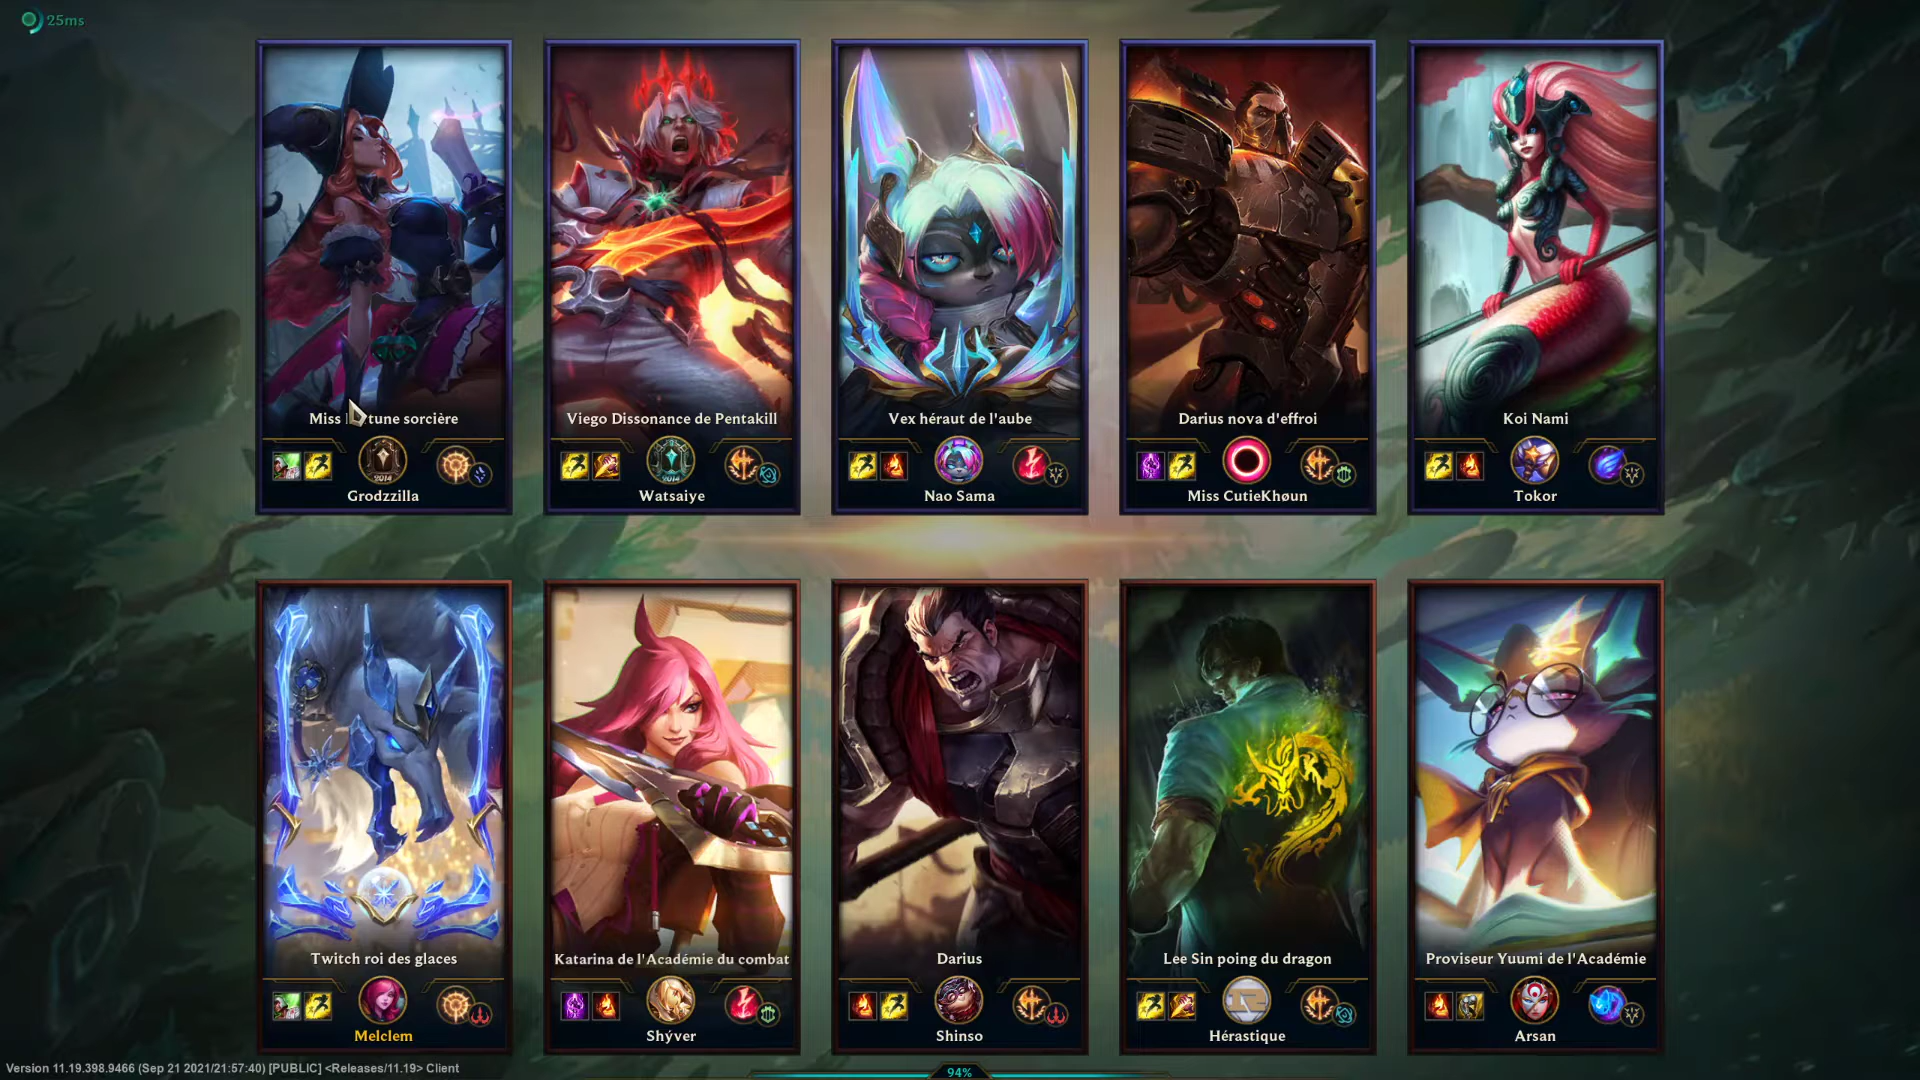 25ms
Miss tune sorcière
Viego Dissonance de Pentakill
Vex héraut de l'aube
Darius nova d'effroi
Koi Nami
2014
2014
Grodzzilla
Watsaiye
Nao Sama
Miss CutieKhøun
Tokor
Twitch roi des glaces
Katarina de l'Académie du combat
Darius
Lee Sin poing du dragon
Proviseur Yuumi de l'Académie
Melclem
Shýver
Shinso
Hérastique
Arsan
Version 11.19.398.9466 (Sep 21 2021/21:57:40) [PUBLIC] <Releases/11.19> Client
94%